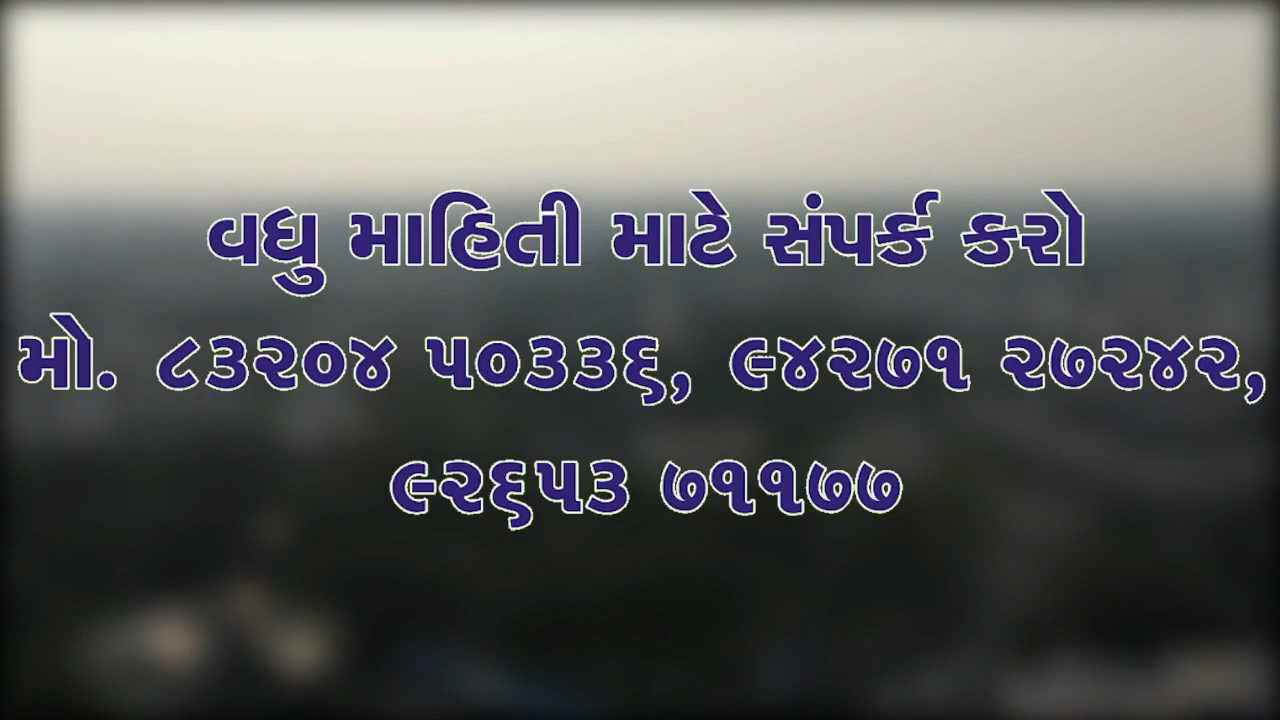 વધુ માહિતી માટે સંપર્ક કરો
મો. ૮૩૨૦૪ ૫૦૩૩૬, ૯૪૨૭૧ ૨૭૨૪૨,
૯૨૬૫૩ ૭૧૧૭૭